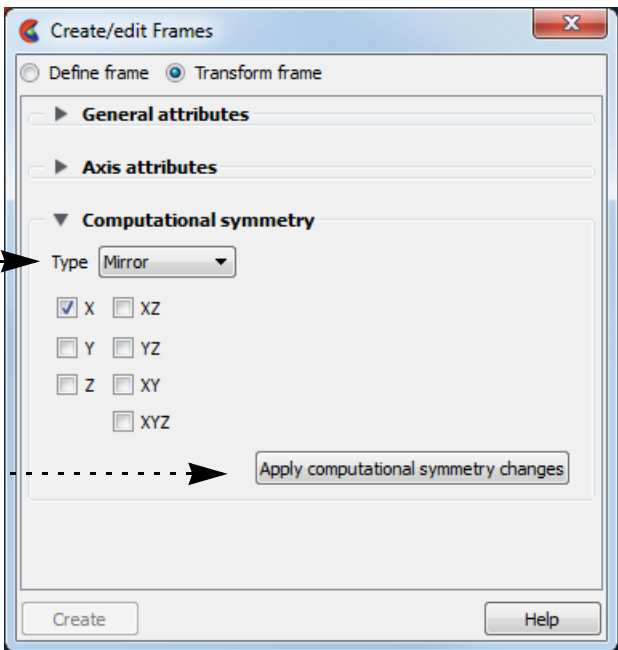 Create/edit Frames
Define frame Transform frame
General attributes
Axis attributes
Computational symmetry
Type Mirror
X XZ
Y YZ
Z XY
XYZ
Apply computational symmetry changes
Create Help